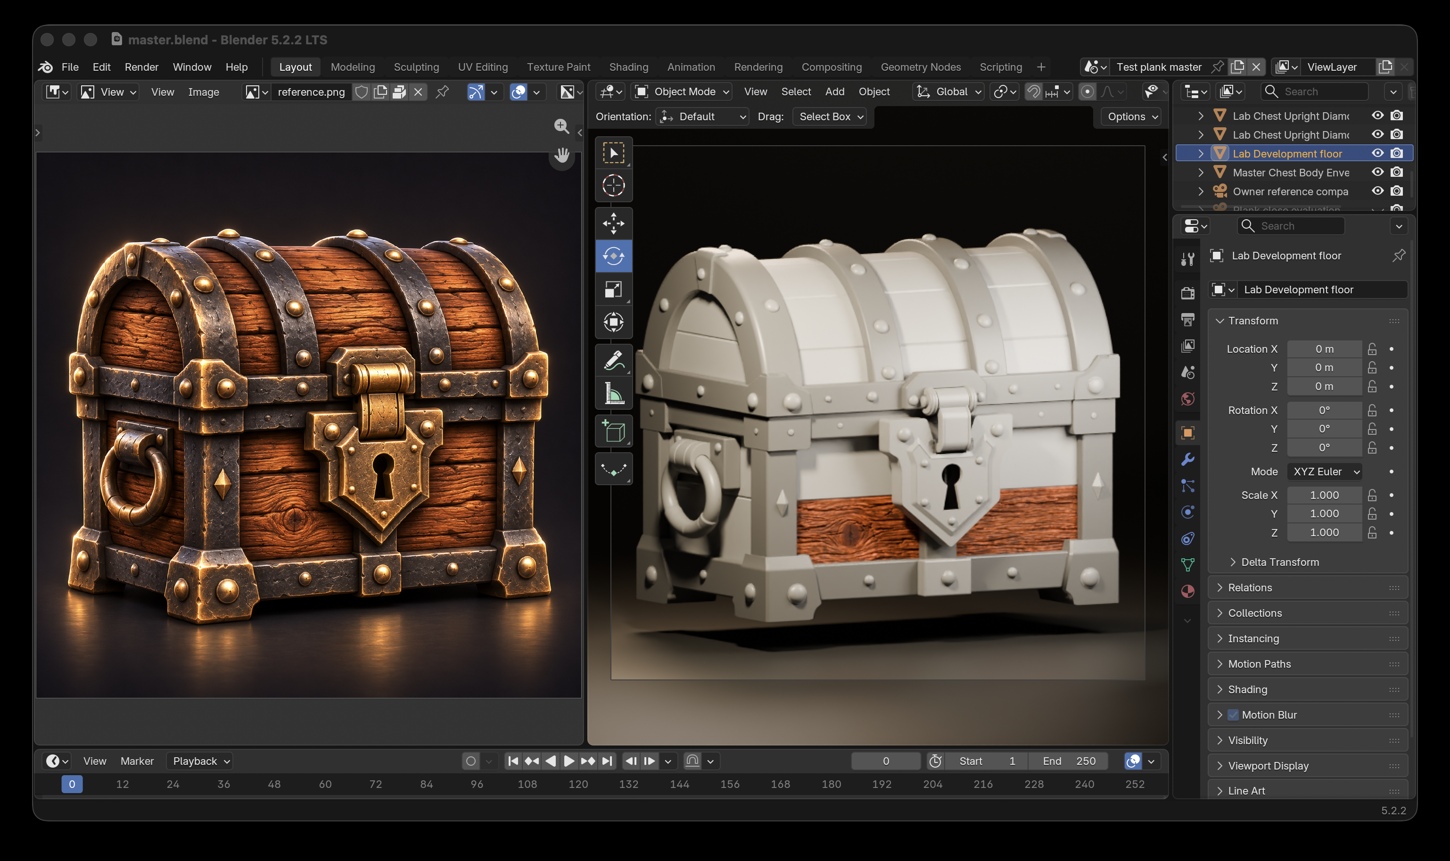 master.blend - Blender 5.2.2 LTS
File Edit Render Window Help Layout Modeling Sculpting UV Editing Texture Paint Shading Animation Rendering Compositing Geometry Nodes Scripting + Test plank master ViewLayer
View View Image reference.png Object Mode View Select Add Object Global Search
Orientation: Default Drag: Select Box Options
Lab Chest Upright Diamo
Lab Chest Upright Diamo
Lab Development floor
Master Chest Body Enve
Owner reference compa
Search
Lab Development floor
Lab Development floor
Transform
Location X 0 m
Y 0 m
Z 0 m
Rotation X 0°
Y 0°
Z 0°
Mode XYZ Euler
Scale X 1.000
Y 1.000
Z 1.000
Delta Transform
Relations
Collections
Instancing
Motion Paths
Shading
Motion Blur
Visibility
Viewport Display
Line Art
View Marker Playback 0 Start 1 End 250
0 12 24 36 48 60 72 84 96 108 120 132 144 156 168 180 192 204 216 228 240 252
5.2.2